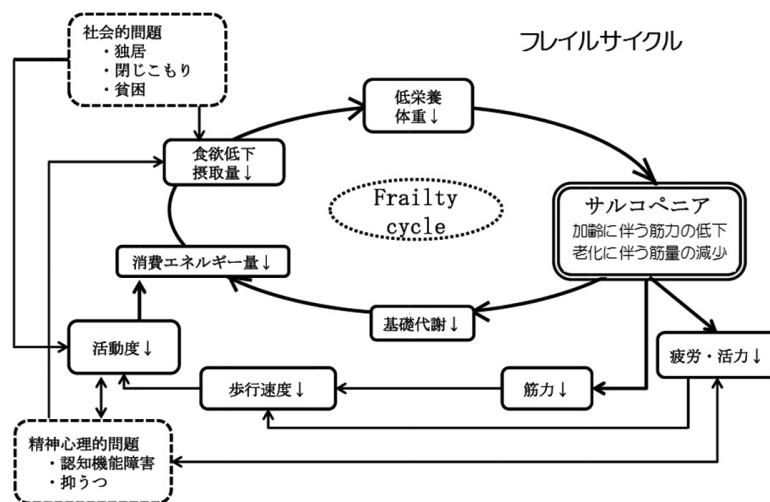 フレイルサイクル
社会的問題
・独居
・閉じこもり
・貧困
低栄養
体重↓
食欲低下
摂取量↓
Frailty
cycle
サルコペニア
加齢に伴う筋力の低下
老化に伴う筋量の減少
消費エネルギー量↓
基礎代謝↓
活動度↓
疲労・活力↓
歩行速度↓
筋力↓
精神心理的問題
・認知機能障害
・抑うつ